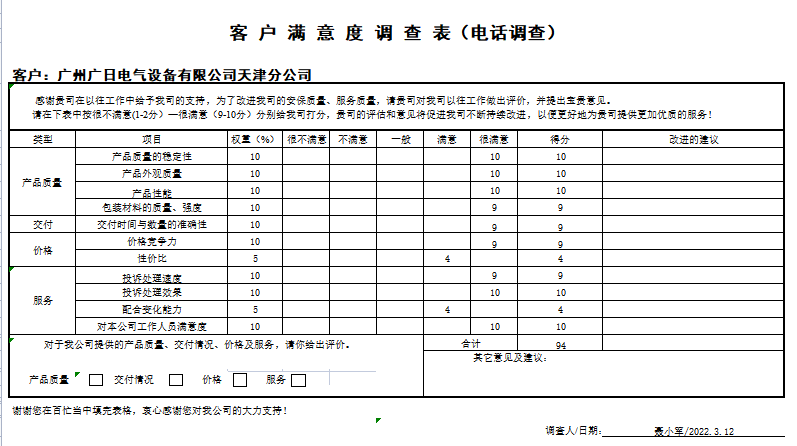 客 户 满 意 度 调 查 表（电话调查）
客户：广州广日电气设备有限公司天津分公司
感谢贵司在以往工作中给予我司的支持，为了改进我司的安保质量、服务质量，请贵司对我司以往工作做出评价，并提出宝贵意见。
请在下表中按很不满意(1-2分）—很满意（9-10分）分别给我司打分，贵司的评估和意见将促进我司不断持续改进，以便更好地为贵司提供更加优质的服务！
类型 项目 权重（%） 很不满意 不满意 一般 满意 很满意 得分 改进的建议
产品质量 产品质量的稳定性 10 10 10
产品外观质量 10 10 10
产品性能 10 10 10
包装材料的质量、强度 10 9 9
交付 交付时间与数量的准确性 10 9 9
价格 价格竞争力 10 9 9
性价比 5 4 4
服务 投诉处理速度 10 9 9
投诉处理效果 10 10 10
配合变化能力 5 4 4
对本公司工作人员满意度 10 10 10
对于我公司提供的产品质量、交付情况、价格及服务，请你给出评价。 合计 94
其它意见及建议：
产品质量 交付情况 价格 服务
谢谢您在百忙当中填完表格，衷心感谢您对我公司的大力支持！
调查人/日期： 聂小军/2022.3.12